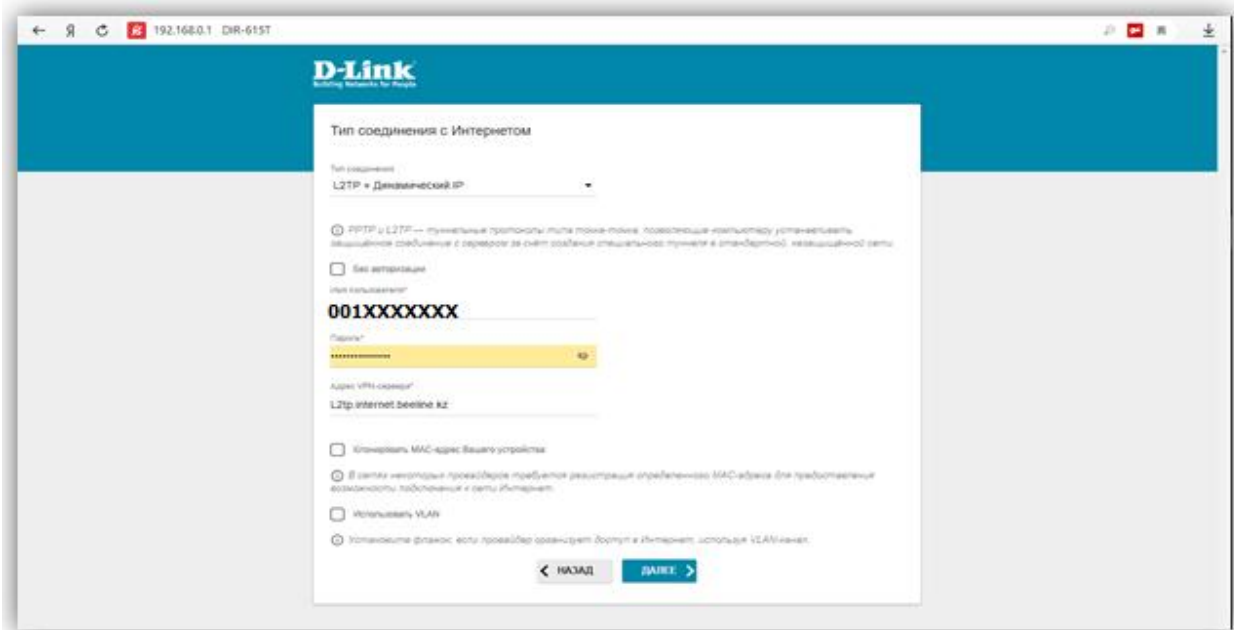 192.168.0.1 DIR-615T
D-Link
Building Networks for People
Тип соединения с Интернетом
Тип соединения
L2TP + Динамический IP
PPTP и L2TP — туннельные протоколы типа точка-точка, позволяющие компьютеру устанавливать
защищённое соединение с сервером за счёт создания специального туннеля в стандартной, незащищённой сети.
Без авторизации
Имя пользователя*
001XXXXXXX
Пароль*
Адрес VPN-сервера*
L2tp.internet.beeline.kz
Клонировать MAC-адрес Вашего устройства
В сетях некоторых провайдеров требуется регистрация определенного MAC-адреса для предоставления
возможности подключения к сети Интернет.
Использовать VLAN
Установите флажок, если провайдер организует доступ в Интернет, используя VLAN-канал.
НАЗАД ДАЛЕЕ